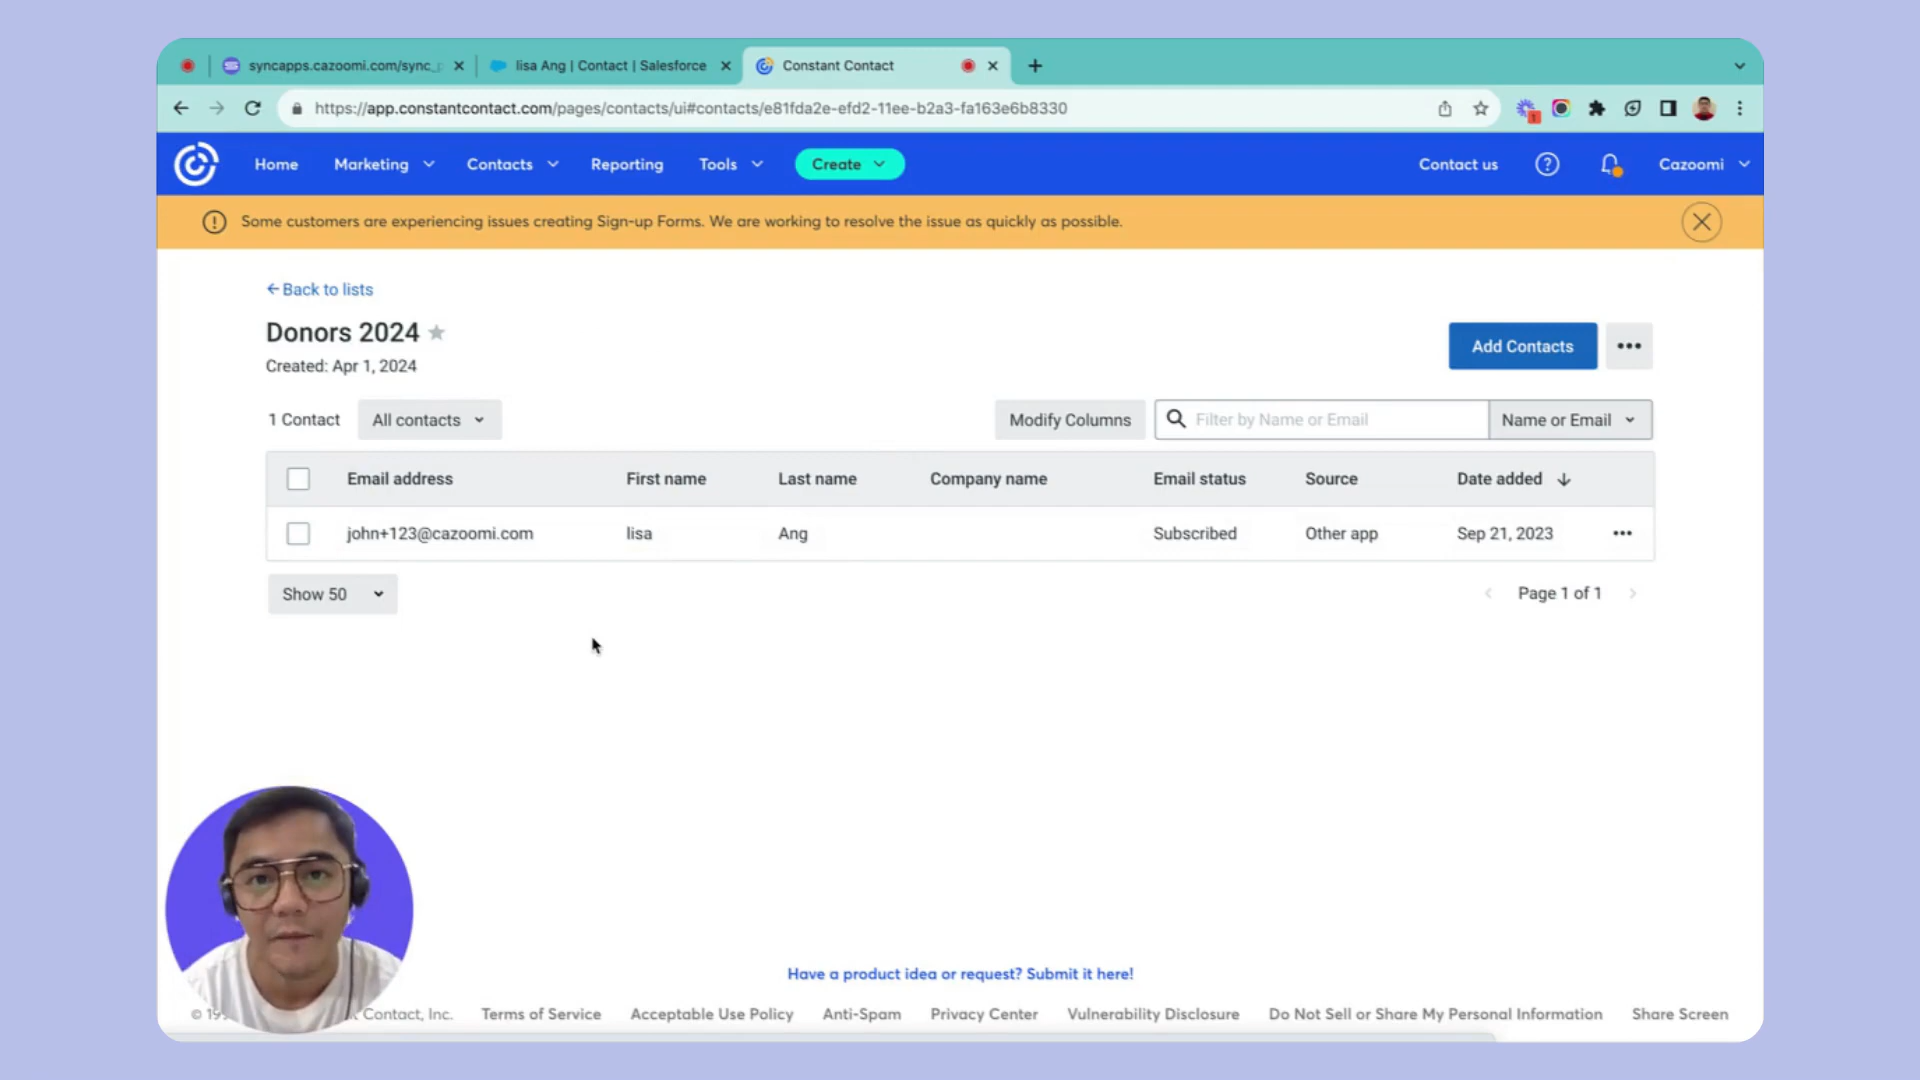 syncapps.cazoomi.com/sync_p
lisa Ang | Contact | Salesforce
Constant Contact
https://app.constantcontact.com/pages/contacts/ui#contacts/e81fda2e-efd2-11ee-b2a3-fa163e6b8330
1
Home Marketing Contacts Reporting Tools Create Contact us Cazoomi
Some customers are experiencing issues creating Sign-up Forms. We are working to resolve the issue as quickly as possible.
←Back to lists
Donors 2024
Created: Apr 1, 2024
Add Contacts
1 Contact All contacts Modify Columns Filter by Name or Email Name or Email
Email address First name Last name Company name Email status Source Date added
john+123@cazoomi.com lisa Ang Subscribed Other app Sep 21, 2023
Show 50 Page 1 of 1
Have a product idea or request? Submit it here!
© 19 Contact, Inc. Terms of Service Acceptable Use Policy Anti-Spam Privacy Center Vulnerability Disclosure Do Not Sell or Share My Personal Information Share Screen